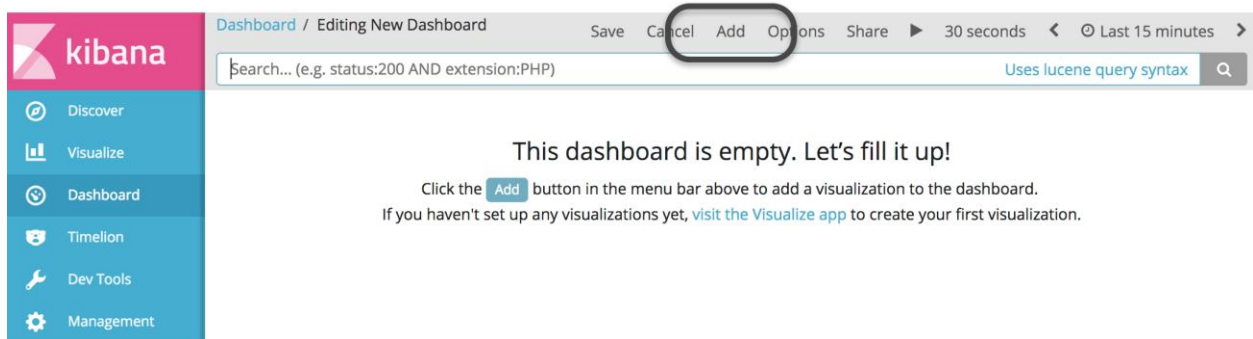 kibana
Discover
Visualize
Dashboard
Timelion
Dev Tools
Management
Dashboard / Editing New Dashboard Save Cancel Add Options Share 30 seconds Last 15 minutes
Search... (e.g. status:200 AND extension:PHP) Uses lucene query syntax
This dashboard is empty. Let's fill it up!
Click the Add button in the menu bar above to add a visualization to the dashboard.
If you haven't set up any visualizations yet, visit the Visualize app to create your first visualization.